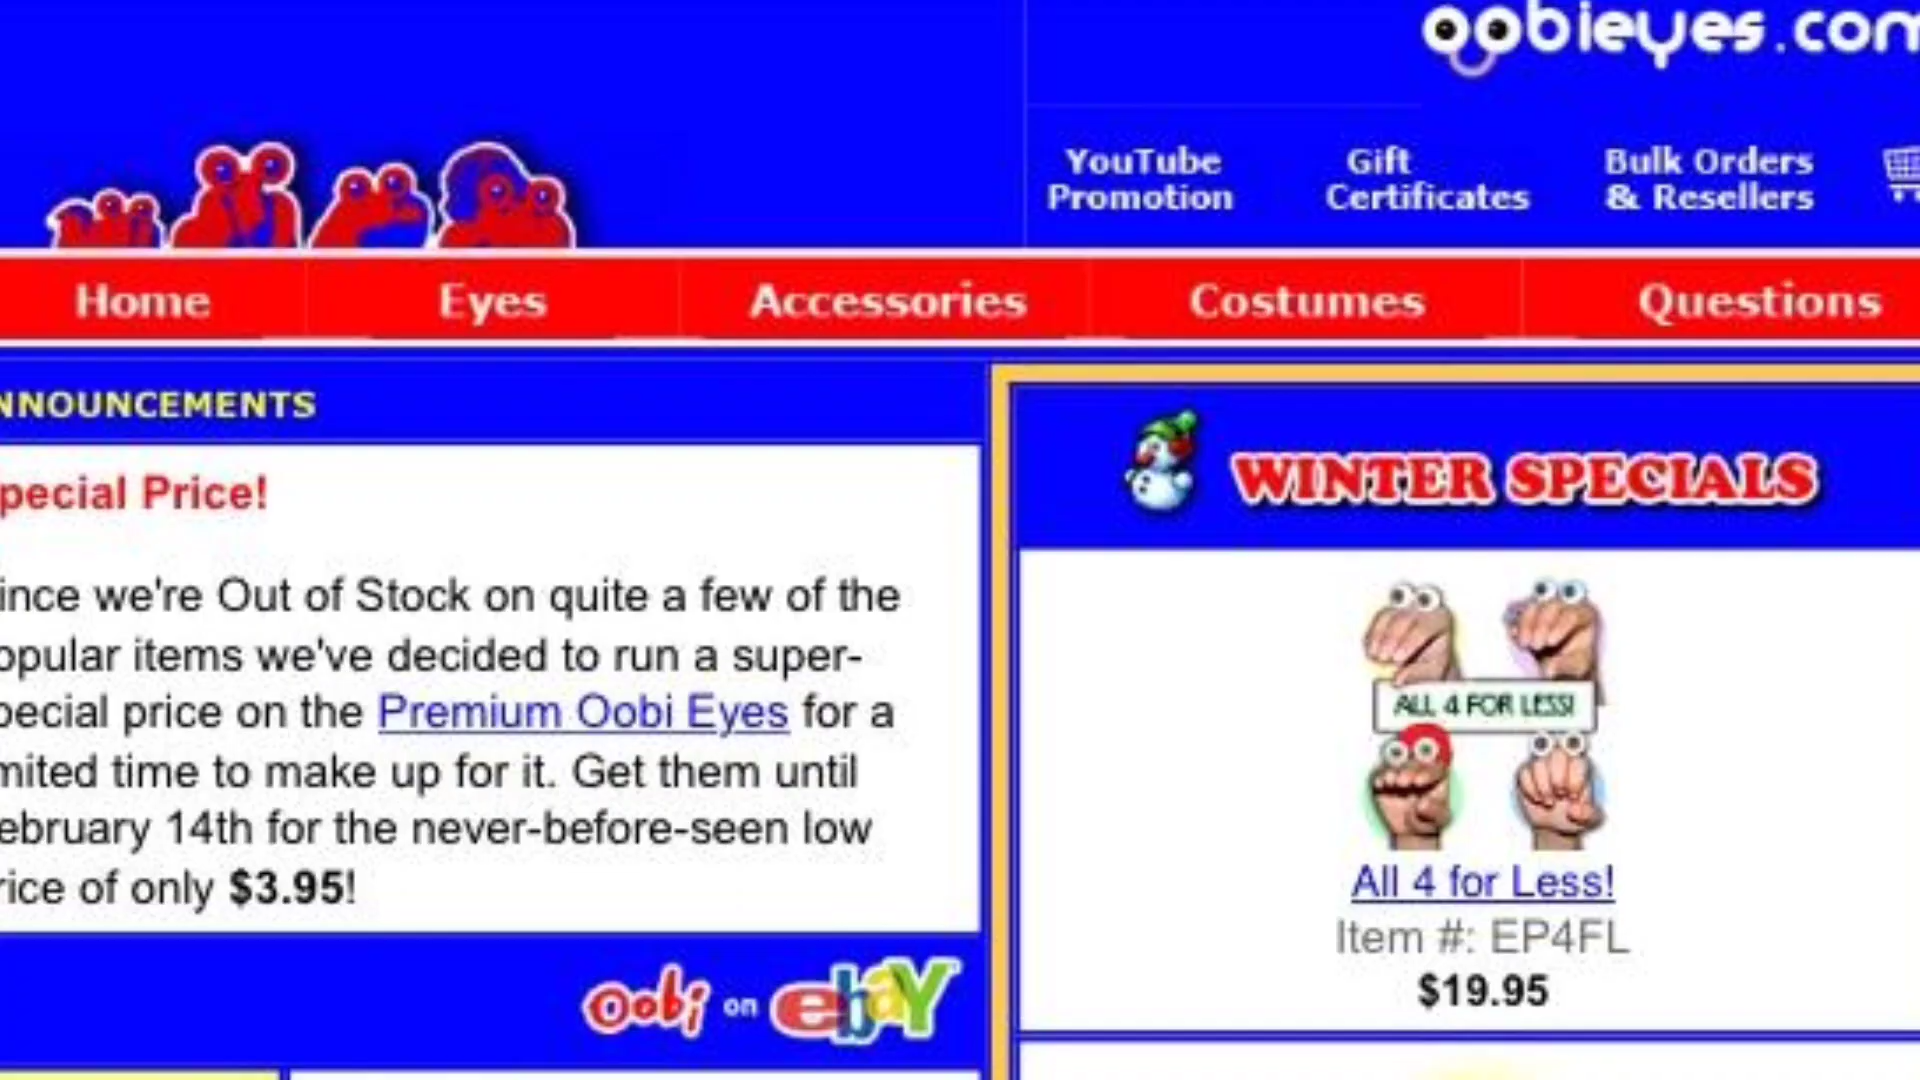 oobieyes.com
YouTube Promotion
Gift Certificates
Bulk Orders & Resellers
Home Eyes Accessories Costumes Questions
NNOUNCEMENTS
pecial Price!
ince we're Out of Stock on quite a few of the
opular items we've decided to run a super-
pecial price on the Premium Oobi Eyes for a
mited time to make up for it. Get them until
ebruary 14th for the never-before-seen low
rice of only $3.95!
Oobi on ebay
WINTER SPECIALS
ALL 4 FOR LESS!
All 4 for Less!
Item #: EP4FL
$19.95